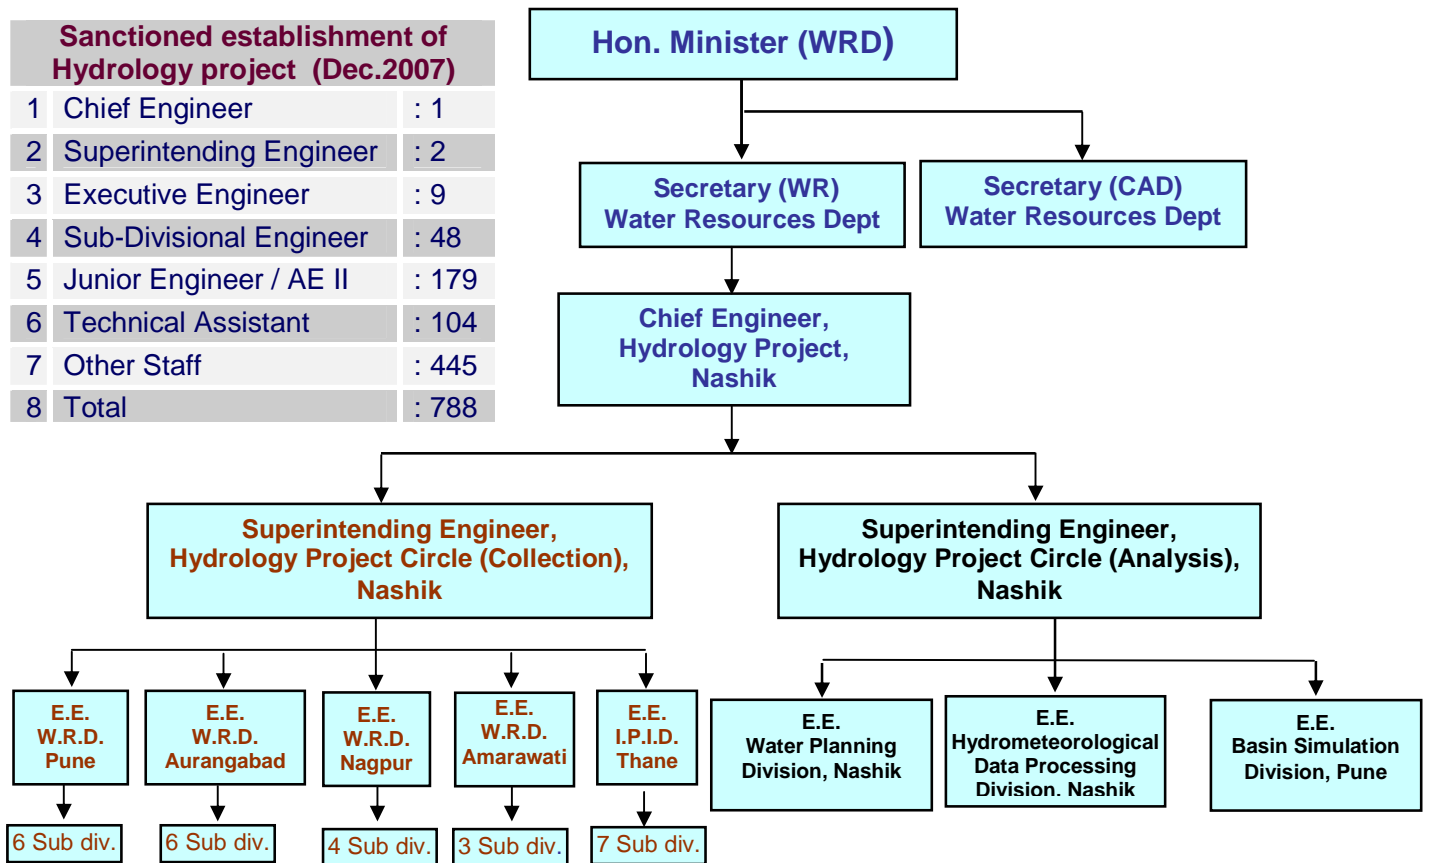 Sanctioned establishment of
Hydrology project (Dec.2007)
1 Chief Engineer : 1
2 Superintending Engineer : 2
3 Executive Engineer : 9
4 Sub-Divisional Engineer : 48
5 Junior Engineer / AE II : 179
6 Technical Assistant : 104
7 Other Staff : 445
8 Total : 788
Hon. Minister (WRD)
Secretary (WR)
Water Resources Dept
Secretary (CAD)
Water Resources Dept
Chief Engineer,
Hydrology Project,
Nashik
Superintending Engineer,
Hydrology Project Circle (Collection),
Nashik
Superintending Engineer,
Hydrology Project Circle (Analysis),
Nashik
E.E.
W.R.D.
Pune
E.E.
W.R.D.
Aurangabad
E.E.
W.R.D.
Nagpur
E.E.
W.R.D.
Amarawati
E.E.
I.P.I.D.
Thane
E.E.
Water Planning
Division, Nashik
E.E.
Hydrometeorological
Data Processing
Division, Nashik
E.E.
Basin Simulation
Division, Pune
6 Sub div.
6 Sub div.
4 Sub div.
3 Sub div.
7 Sub div.